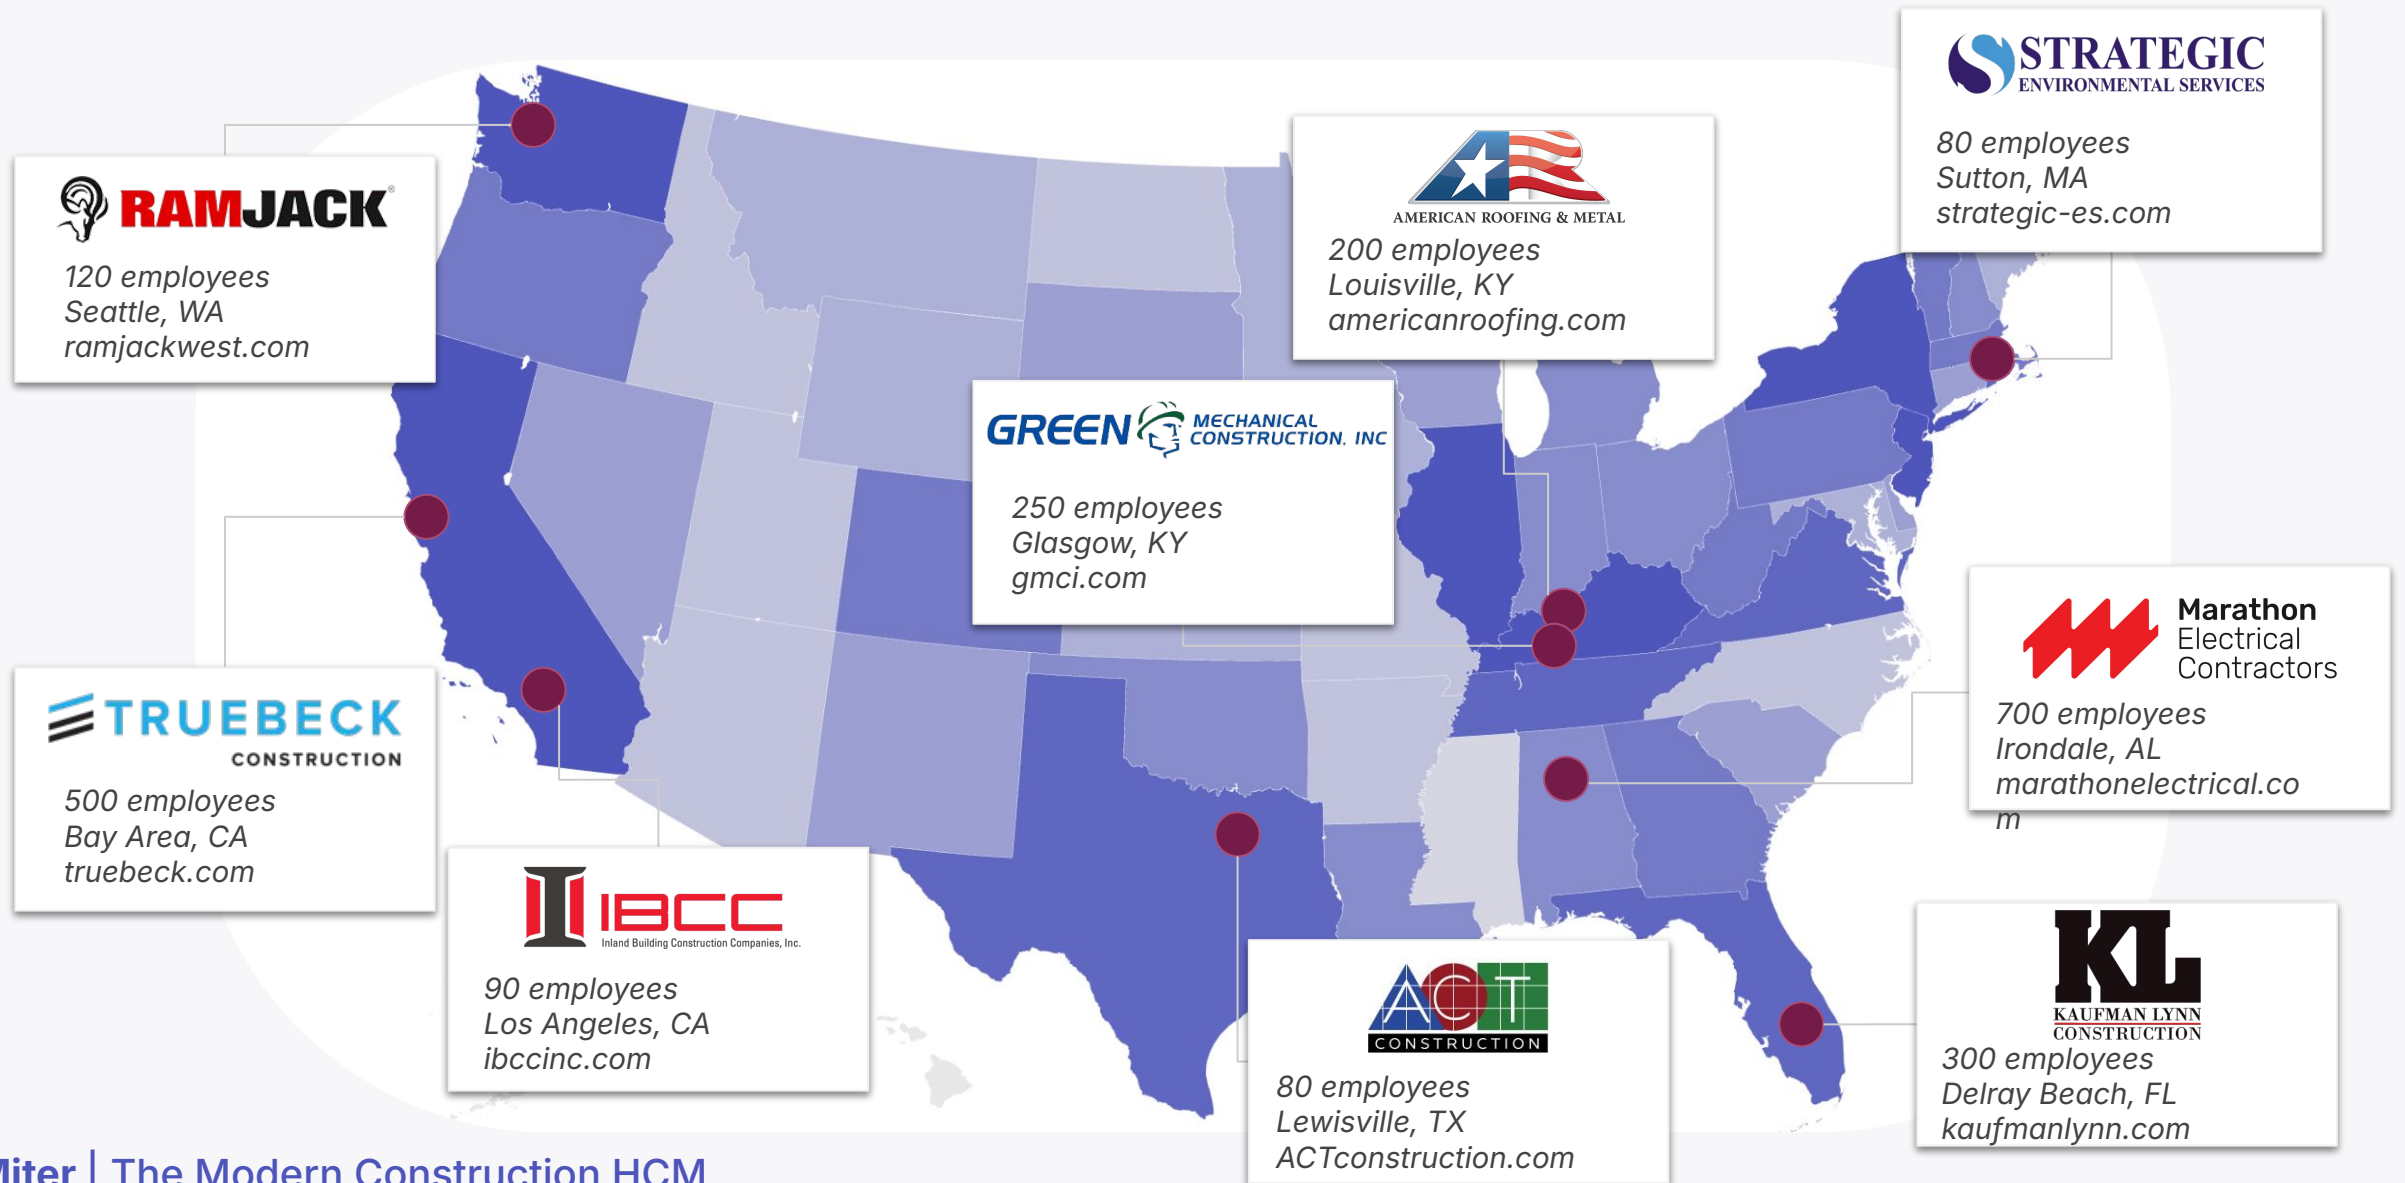 RAMJACK®
120 employees
Seattle, WA
ramjackwest.com
TRUEBECK
CONSTRUCTION
500 employees
Bay Area, CA
truebeck.com
IBCC
Inland Building Construction Companies, Inc.
90 employees
Los Angeles, CA
ibccinc.com
GREEN MECHANICAL
CONSTRUCTION, INC
250 employees
Glasgow, KY
gmci.com
AR
AMERICAN ROOFING & METAL
200 employees
Louisville, KY
americanroofing.com
STRATEGIC
ENVIRONMENTAL SERVICES
80 employees
Sutton, MA
strategic-es.com
Marathon
Electrical
Contractors
700 employees
Irondale, AL
marathonelectrical.co
m
ACT
CONSTRUCTION
80 employees
Lewisville, TX
ACTconstruction.com
KL
KAUFMAN LYNN
CONSTRUCTION
300 employees
Delray Beach, FL
kaufmanlynn.com
Miter | The Modern Construction HCM